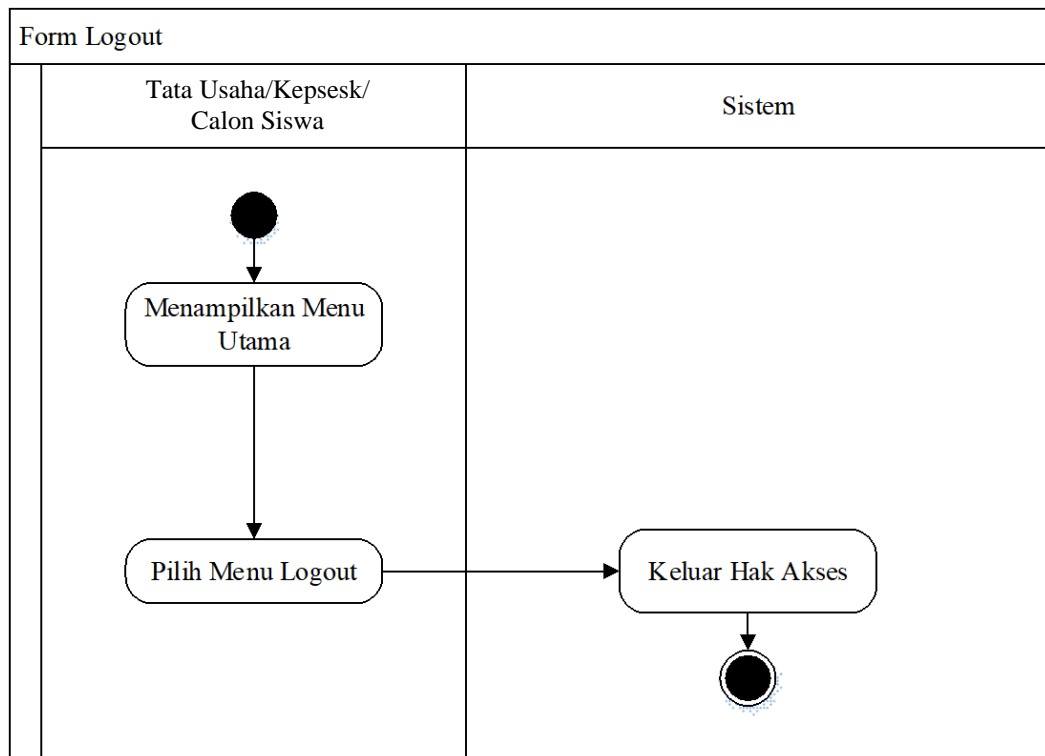 Form Logout
Tata Usaha/Kepsesk/
Calon Siswa
Sistem
Menampilkan Menu
Utama
Pilih Menu Logout
Keluar Hak Akses